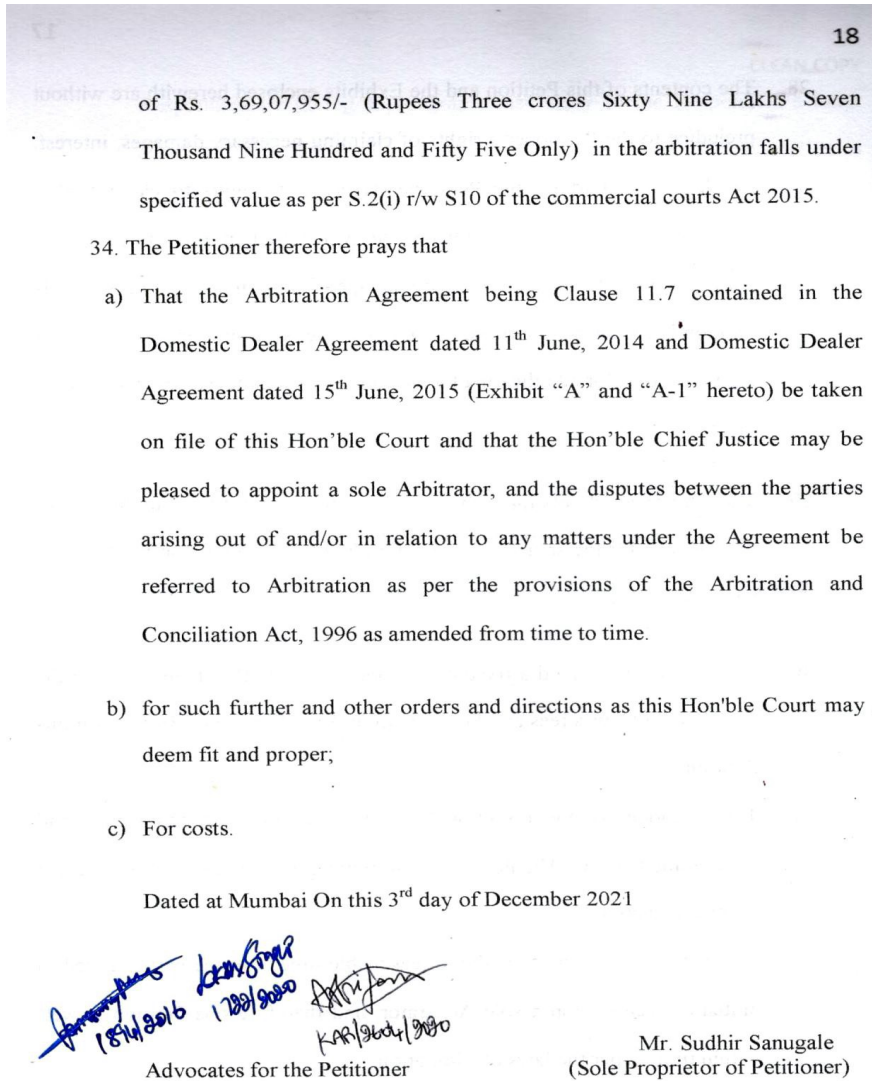 18
of Rs. 3,69,07,955/- (Rupees Three crores Sixty Nine Lakhs Seven
Thousand Nine Hundred and Fifty Five Only) in the arbitration falls under
specified value as per S.2(i) r/w S10 of the commercial courts Act 2015.
34. The Petitioner therefore prays that
a) That the Arbitration Agreement being Clause 11.7 contained in the
Domestic Dealer Agreement dated 11th June, 2014 and Domestic Dealer
Agreement dated 15th June, 2015 (Exhibit “A” and “A-1” hereto) be taken
on file of this Hon’ble Court and that the Hon’ble Chief Justice may be
pleased to appoint a sole Arbitrator, and the disputes between the parties
arising out of and/or in relation to any matters under the Agreement be
referred to Arbitration as per the provisions of the Arbitration and
Conciliation Act, 1996 as amended from time to time.
b) for such further and other orders and directions as this Hon'ble Court may
deem fit and proper;
c) For costs.
Dated at Mumbai On this 3rd day of December 2021
1722/2020
Advocates for the Petitioner
Mr. Sudhir Sanugale
(Sole Proprietor of Petitioner)